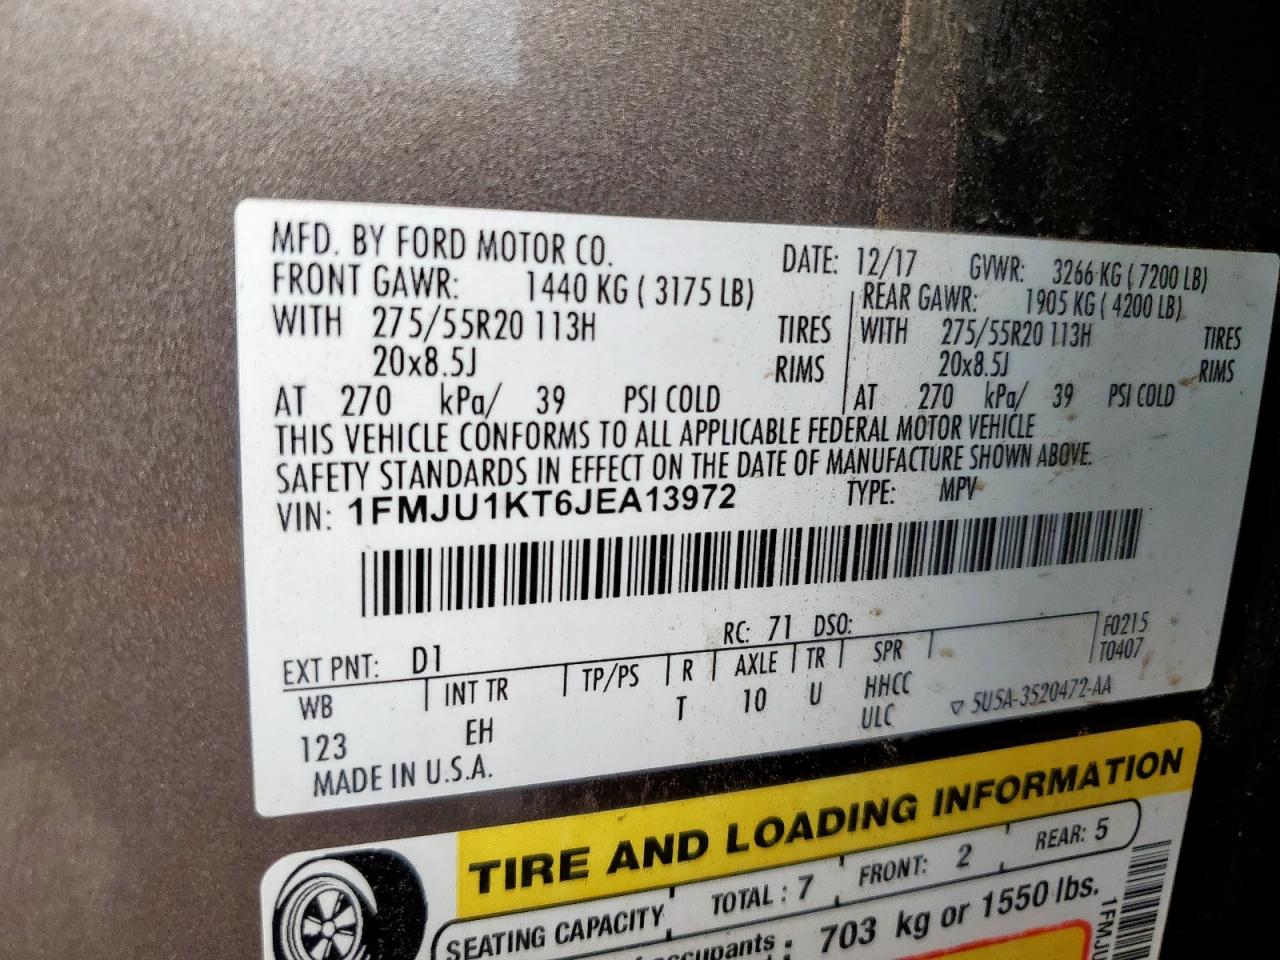 MFD. BY FORD MOTOR CO. DATE: 12/17 GVWR: 3266 KG ( 7200 LB)
FRONT GAWR: 1440 KG ( 3175 LB) REAR GAWR: 1905 KG ( 4200 LB)
WITH 275/55R20 113H TIRES WITH 275/55R20 113H TIRES
20x8.5J RIMS 20x8.5J RIMS
AT 270 kPa/ 39 PSI COLD AT 270 kPa/ 39 PSI COLD
THIS VEHICLE CONFORMS TO ALL APPLICABLE FEDERAL MOTOR VEHICLE
SAFETY STANDARDS IN EFFECT ON THE DATE OF MANUFACTURE SHOWN ABOVE.
VIN: 1FMJU1KT6JEA13972 TYPE: MPV
EXT PNT: D1 RC: 71 DSO: F0215
WB INT TR TP/PS R AXLE TR SPR T0407
123 EH T 10 U HHCC
ULC ▽ 5U5A-3520472-AA
MADE IN U.S.A.
TIRE AND LOADING INFORMATION
SEATING CAPACITY TOTAL : 7 FRONT: 2 REAR: 5
occupants : 703 kg or 1550 lbs.
1FMJU